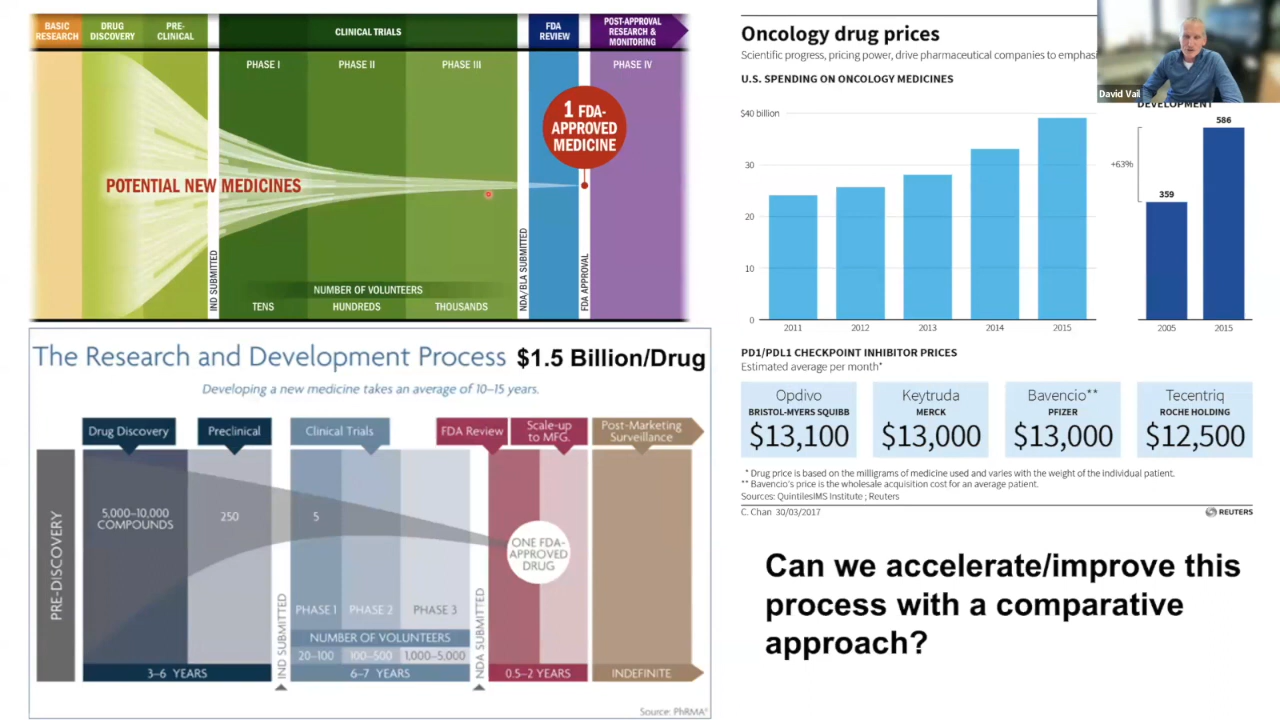 BASIC
RESEARCH
DRUG
DISCOVERY
PRE-
CLINICAL
CLINICAL TRIALS
FDA
REVIEW
POST-APPROVAL
RESEARCH &
MONITORING
PHASE I
PHASE II
PHASE III
PHASE IV
1 FDA-
APPROVED
MEDICINE
POTENTIAL NEW MEDICINES
IND SUBMITTED
NDA/BLA SUBMITTED
FDA APPROVAL
NUMBER OF VOLUNTEERS
TENS
HUNDREDS
THOUSANDS
The Research and Development Process $1.5 Billion/Drug
Developing a new medicine takes an average of 10–15 years.
Drug Discovery
Preclinical
Clinical Trials
FDA Review
Scale-up
to MFG.
Post-Marketing
Surveillance
PRE-DISCOVERY
5,000–10,000
COMPOUNDS
250
5
ONE FDA-
APPROVED
DRUG
IND SUBMITTED
NDA SUBMITTED
PHASE 1
PHASE 2
PHASE 3
NUMBER OF VOLUNTEERS
20–100
100–500
1,000–5,000
3–6 YEARS
6–7 YEARS
0.5–2 YEARS
INDEFINITE
Source: PhRMA
Oncology drug prices
Scientific progress, pricing power, drive pharmaceutical companies to
U.S. SPENDING ON ONCOLOGY MEDICINES
David Vail
DEVELOPMENT
$40 billion
30
20
10
0
2011
2012
2013
2014
2015
+63%
359
586
2005
2015
PD1/PDL1 CHECKPOINT INHIBITOR PRICES
Estimated average per month*
Opdivo
BRISTOL-MYERS SQUIBB
$13,100
Keytruda
MERCK
$13,000
Bavencio**
PFIZER
$13,000
Tecentriq
ROCHE HOLDING
$12,500
* Drug price is based on the milligrams of medicine used and varies with the weight of the individual patient.
** Bavencio's price is the wholesale acquisition cost for an average patient.
Sources: QuintilesIMS Institute ; Reuters
C. Chan 30/03/2017
REUTERS
Can we accelerate/improve this
process with a comparative
approach?